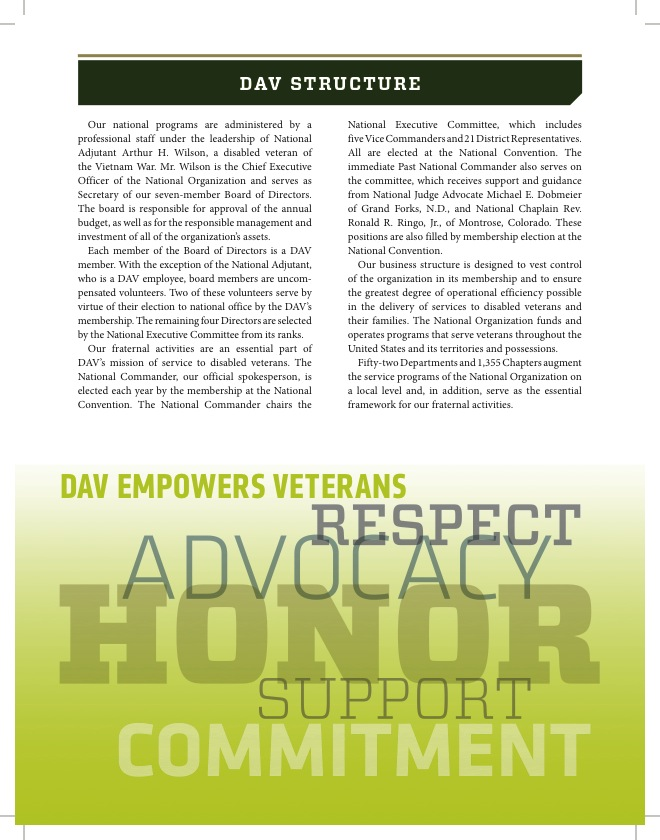 DAV STRUCTURE
Our national programs are administered by a
professional staff under the leadership of National
Adjutant Arthur H. Wilson, a disabled veteran of
the Vietnam War. Mr. Wilson is the Chief Executive
Officer of the National Organization and serves as
Secretary of our seven-member Board of Directors.
The board is responsible for approval of the annual
budget, as well as for the responsible management and
investment of all of the organization's assets.
Each member of the Board of Directors is a DAV
member. With the exception of the National Adjutant,
who is a DAV employee, board members are uncom-
pensated volunteers. Two of these volunteers serve by
virtue of their election to national office by the DAV's
membership. The remaining four Directors are selected
by the National Executive Committee from its ranks.
Our fraternal activities are an essential part of
DAV's mission of service to disabled veterans. The
National Commander, our official spokesperson, is
elected each year by the membership at the National
Convention. The National Commander chairs the
National Executive Committee, which includes
five Vice Commanders and 21 District Representatives.
All are elected at the National Convention. The
immediate Past National Commander also serves on
the committee, which receives support and guidance
from National Judge Advocate Michael E. Dobmeier
of Grand Forks, N.D., and National Chaplain Rev.
Ronald R. Ringo, Jr., of Montrose, Colorado. These
positions are also filled by membership election at the
National Convention.
Our business structure is designed to vest control
of the organization in its membership and to ensure
the greatest degree of operational efficiency possible
in the delivery of services to disabled veterans and
their families. The National Organization funds and
operates programs that serve veterans throughout the
United States and its territories and possessions.
Fifty-two Departments and 1,355 Chapters augment
the service programs of the National Organization on
a local level and, in addition, serve as the essential
framework for our fraternal activities.
DAV EMPOWERS VETERANS
RESPECT
ADVOCACY
HONOR
SUPPORT
COMMITMENT